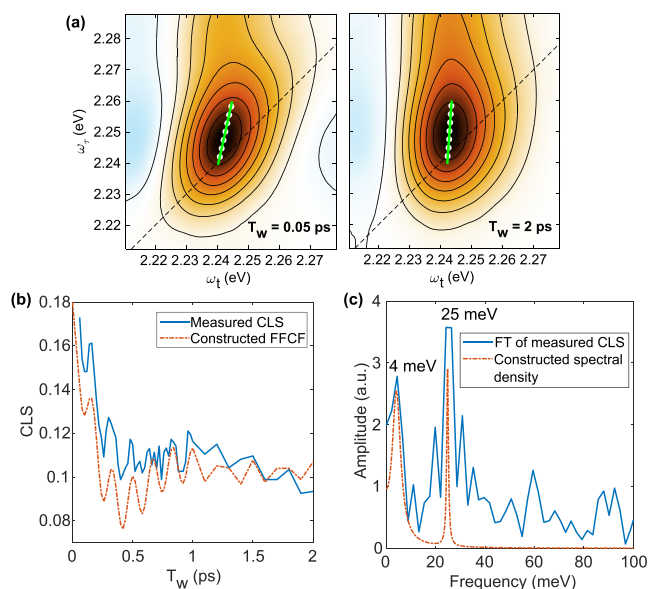 (a)
2.28
2.27
2.26
2.25
2.24
2.23
2.22
ω_τ (eV)
T_w = 0.05 ps
T_w = 2 ps
2.22 2.23 2.24 2.25 2.26 2.27
2.22 2.23 2.24 2.25 2.26 2.27
ω_t (eV)
ω_t (eV)
(b)
0.18
0.16
0.14
0.12
0.1
0.08
CLS
Measured CLS
Constructed FFCF
0 0.5 1 1.5 2
T_w (ps)
(c)
4
3
2
1
0
Amplitude (a.u.)
25 meV
4 meV
FT of measured CLS
Constructed spectral
density
0 20 40 60 80 100
Frequency (meV)